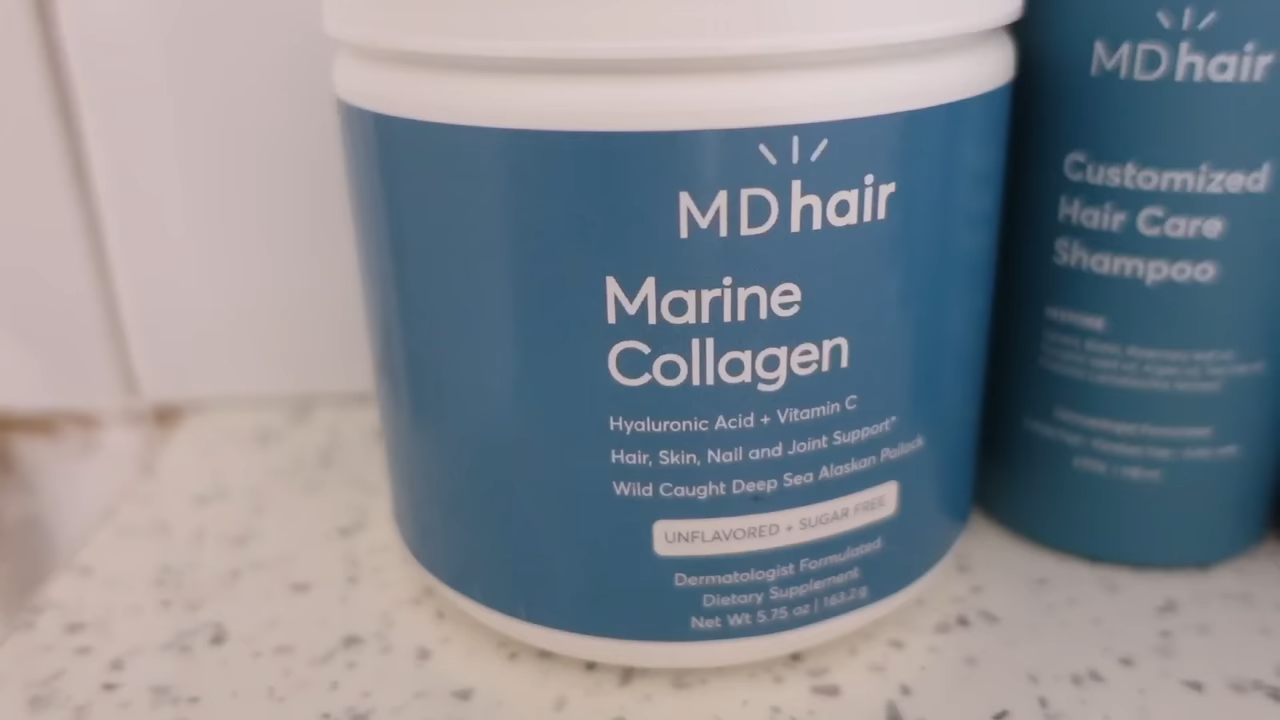 MDhair
Marine
Collagen
Hyaluronic Acid + Vitamin C
Hair, Skin, Nail and Joint Support*
Wild Caught Deep Sea Alaskan Pollock
UNFLAVORED + SUGAR FREE
Dermatologist Formulated
Dietary Supplement
Net Wt 5.75 oz | 163.2 g
MDhair
Customized
Hair Care
Shampoo